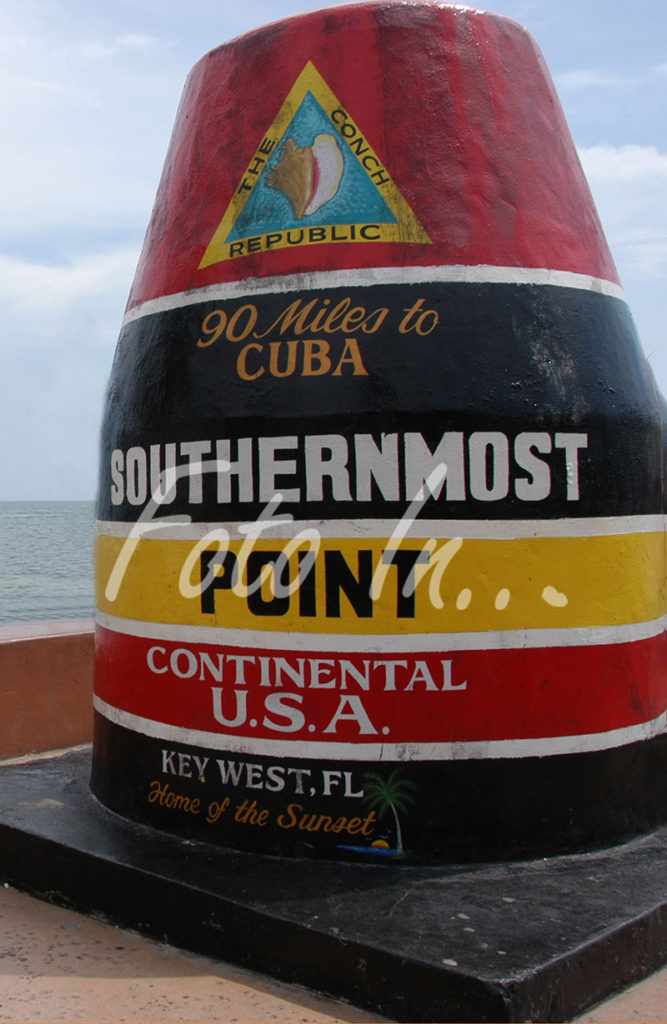 THE CONCH
REPUBLIC
90 Miles to
CUBA
SOUTHERNMOST
Foto In...
POINT
CONTINENTAL
U.S.A.
KEY WEST, FL
Home of the Sunset